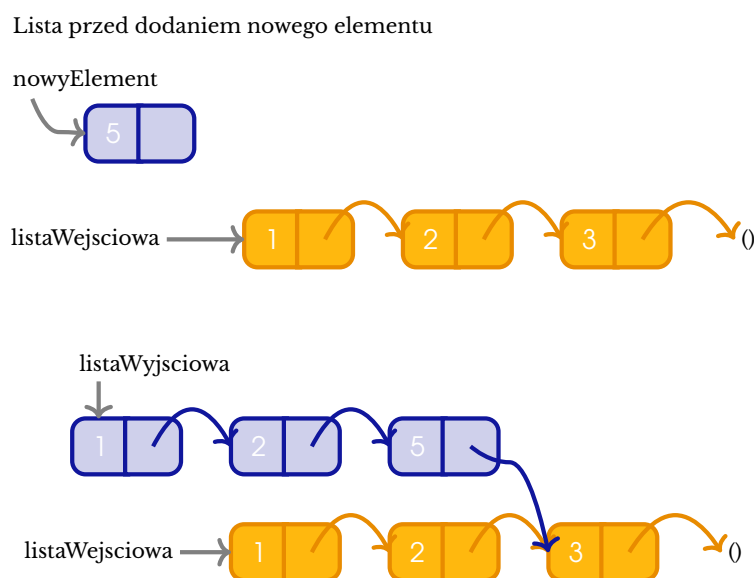 Lista przed dodaniem nowego elementu
nowyElement
5
listaWejsciowa 1 2 3 ()
listaWyjsciowa
1 2 5
listaWejsciowa 1 2 3 ()